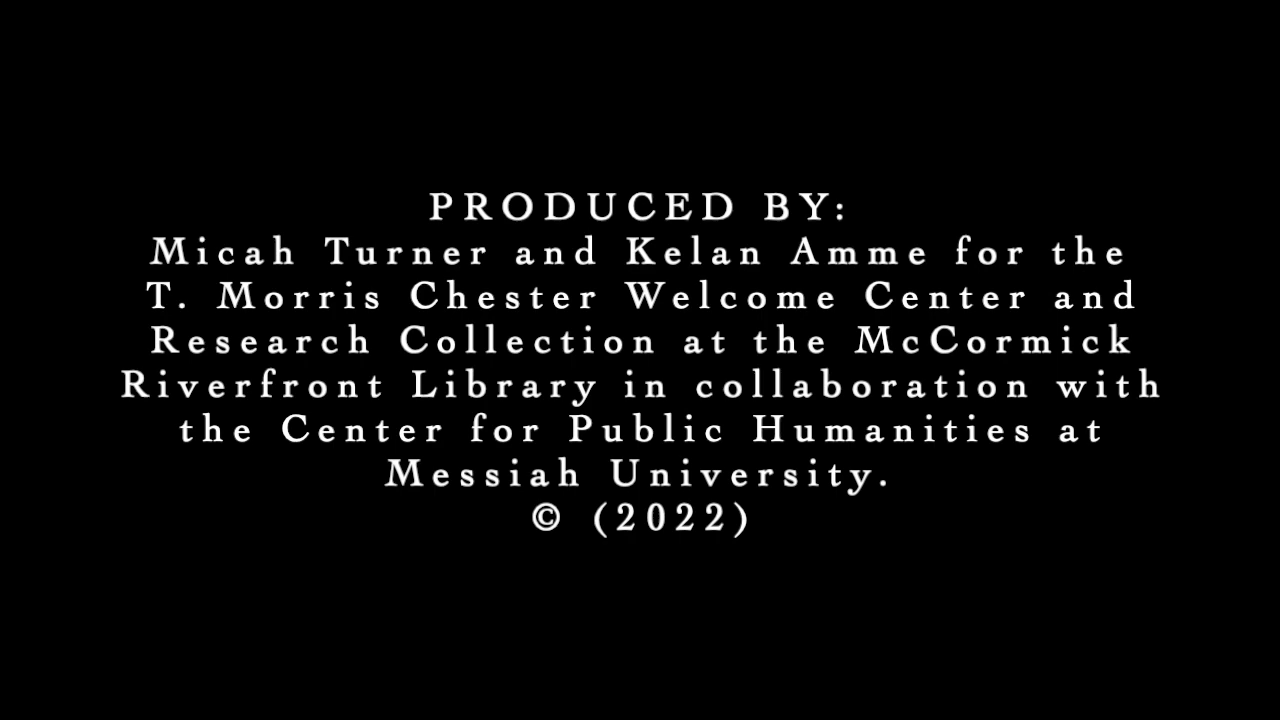 PRODUCED BY:
Micah Turner and Kelan Amme for the
T. Morris Chester Welcome Center and
Research Collection at the McCormick
Riverfront Library in collaboration with
the Center for Public Humanities at
Messiah University.
© (2022)